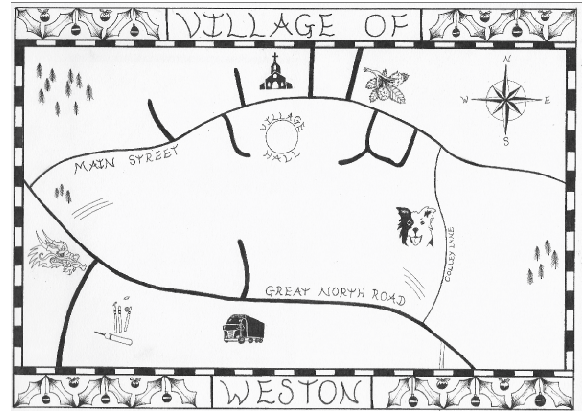 VILLAGE OF
N
W E
S
VILLAGE
HALL
MAIN STREET
COLLEY LANE
GREAT NORTH ROAD
WESTON